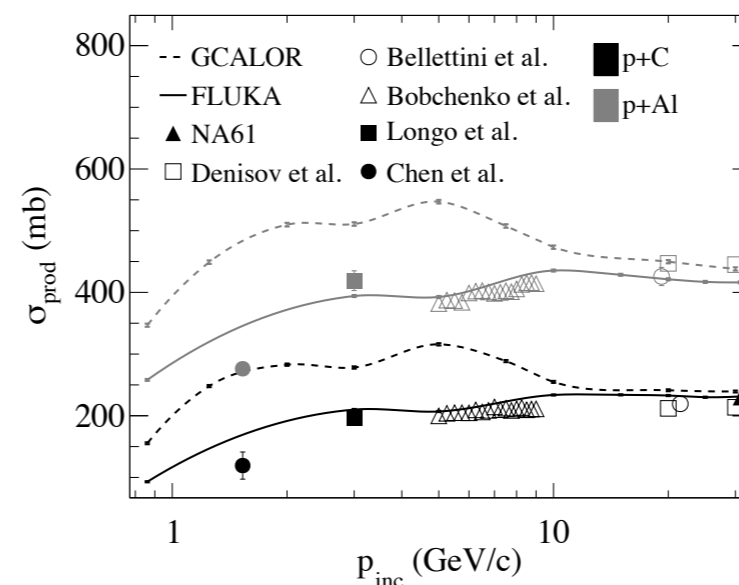 800
600
400
200
σprod (mb)
GCALOR
FLUKA
NA61
Denisov et al.
Bellettini et al.
Bobchenko et al.
Longo et al.
Chen et al.
p+C
p+Al
1 10
pinc (GeV/c)